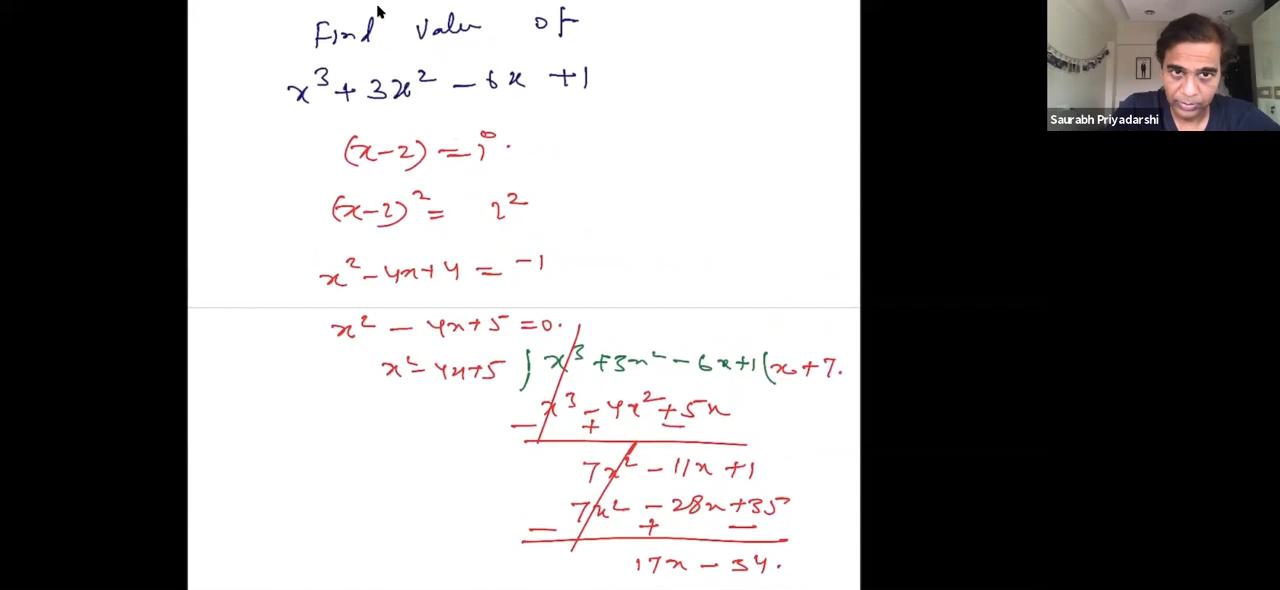 Find value of
x³ + 3x² - 6x + 1
Saurabh Priyadarshi
(x-2) = i.
(x-2)² = i²
x² - 4x + 4 = -1
x² - 4x + 5 = 0.
x² - 4x + 5 ) x³ + 3x² - 6x + 1 ( x + 7.
x³ - 4x² + 5x
- + -
7x² - 11x + 1
7x² - 28x + 35
- + -
17x - 34.